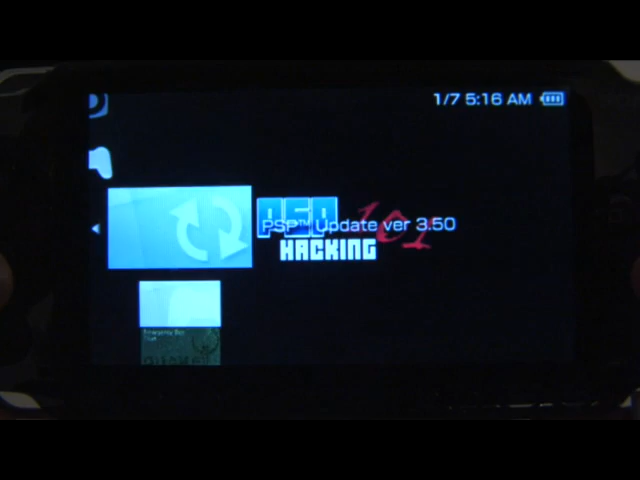 1/7 5:16 AM
PSP
101
PSP™ Update ver 3.50
HACKING